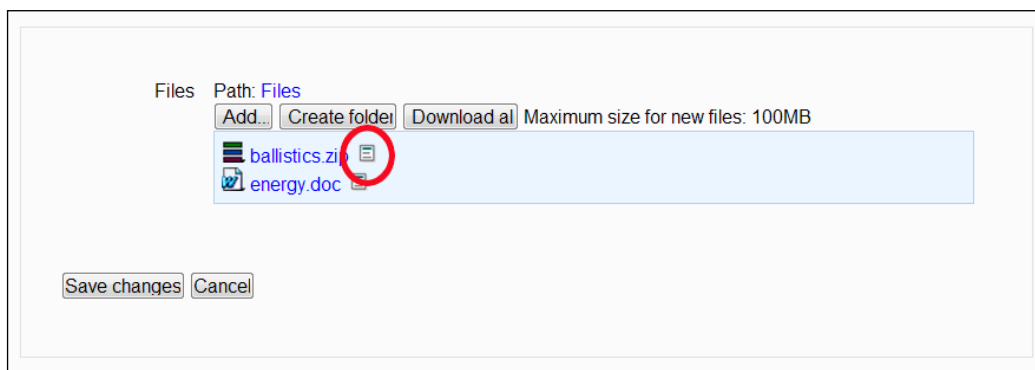 Files Path: Files
Add... Create folder Download al Maximum size for new files: 100MB
ballistics.zip
energy.doc
Save changes Cancel